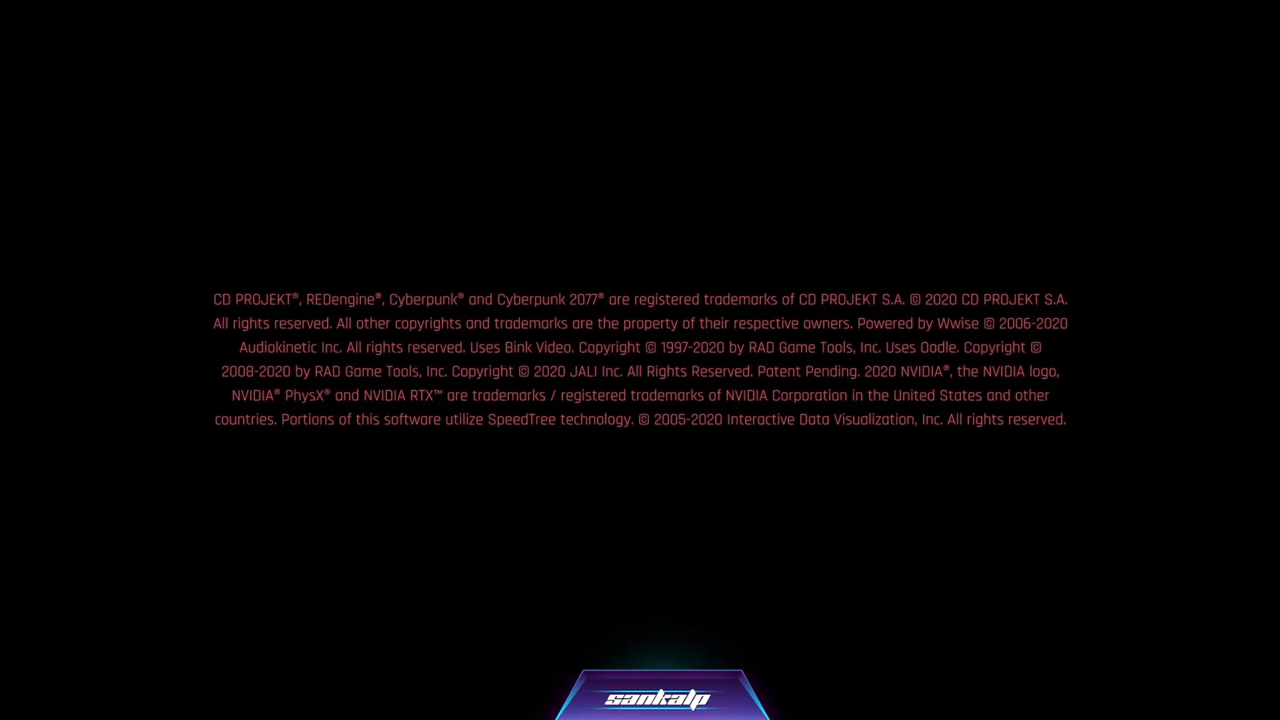 CD PROJEKT®, REDengine®, Cyberpunk® and Cyberpunk 2077® are registered trademarks of CD PROJEKT S.A. © 2020 CD PROJEKT S.A.
All rights reserved. All other copyrights and trademarks are the property of their respective owners. Powered by Wwise © 2006-2020
Audiokinetic Inc. All rights reserved. Uses Bink Video. Copyright © 1997-2020 by RAD Game Tools, Inc. Uses Oodle. Copyright ©
2008-2020 by RAD Game Tools, Inc. Copyright © 2020 JALI Inc. All Rights Reserved. Patent Pending. 2020 NVIDIA®, the NVIDIA logo,
NVIDIA® PhysX® and NVIDIA RTX™ are trademarks / registered trademarks of NVIDIA Corporation in the United States and other
countries. Portions of this software utilize SpeedTree technology. © 2005-2020 Interactive Data Visualization, Inc. All rights reserved.
sankalp